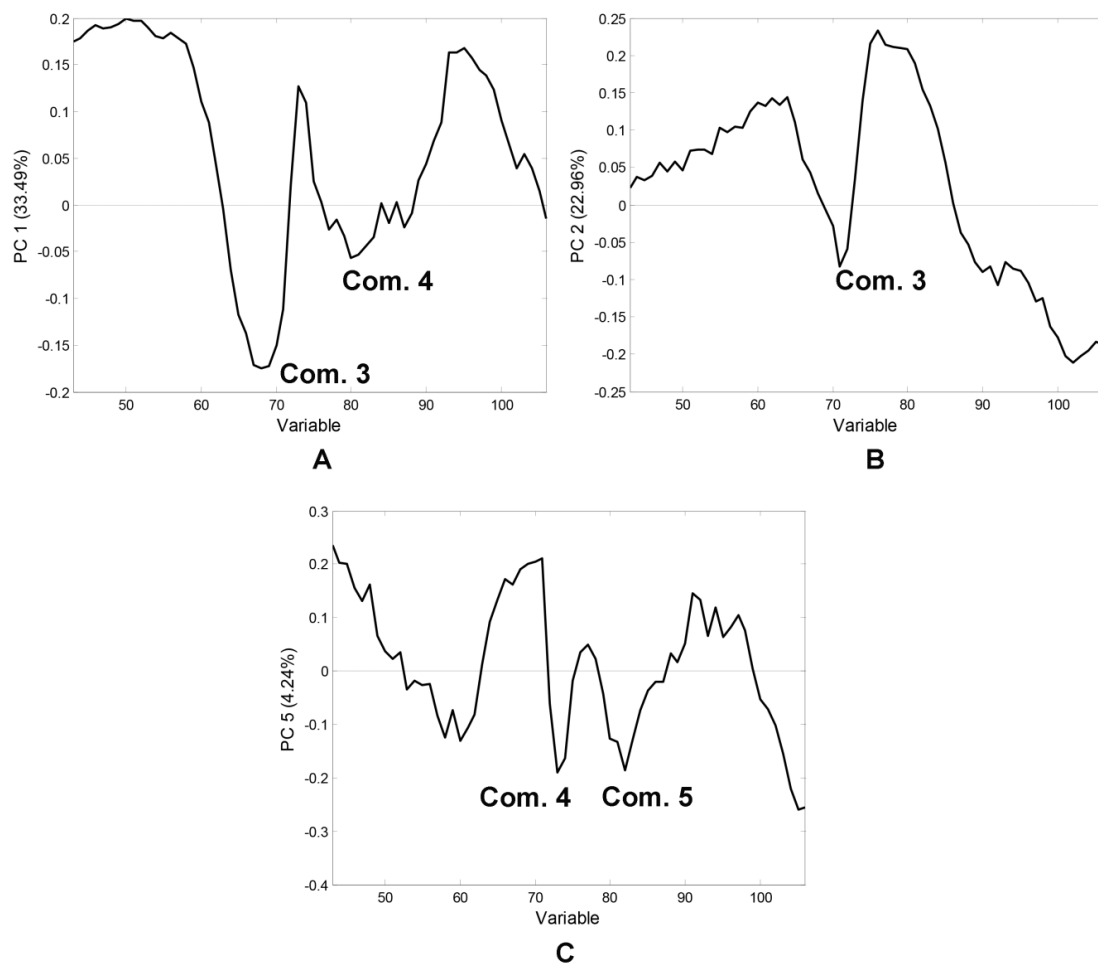 0.2
0.15
0.1
0.05
0
-0.05
-0.1
-0.15
-0.2
PC 1 (33.49%)
Com. 4
Com. 3
50 60 70 80 90 100
Variable
A
0.25
0.2
0.15
0.1
0.05
0
-0.05
-0.1
-0.15
-0.2
-0.25
PC 2 (22.96%)
Com. 3
50 60 70 80 90 100
Variable
B
0.3
0.2
0.1
0
-0.1
-0.2
-0.3
-0.4
PC 5 (4.24%)
Com. 4 Com. 5
50 60 70 80 90 100
Variable
C